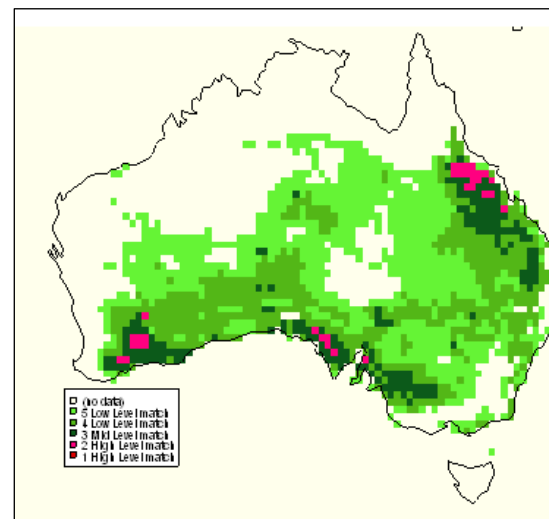 (no data)
5 Low Level match
4 Low Level match
3 Mid Level match
2 High Level match
1 High Level match